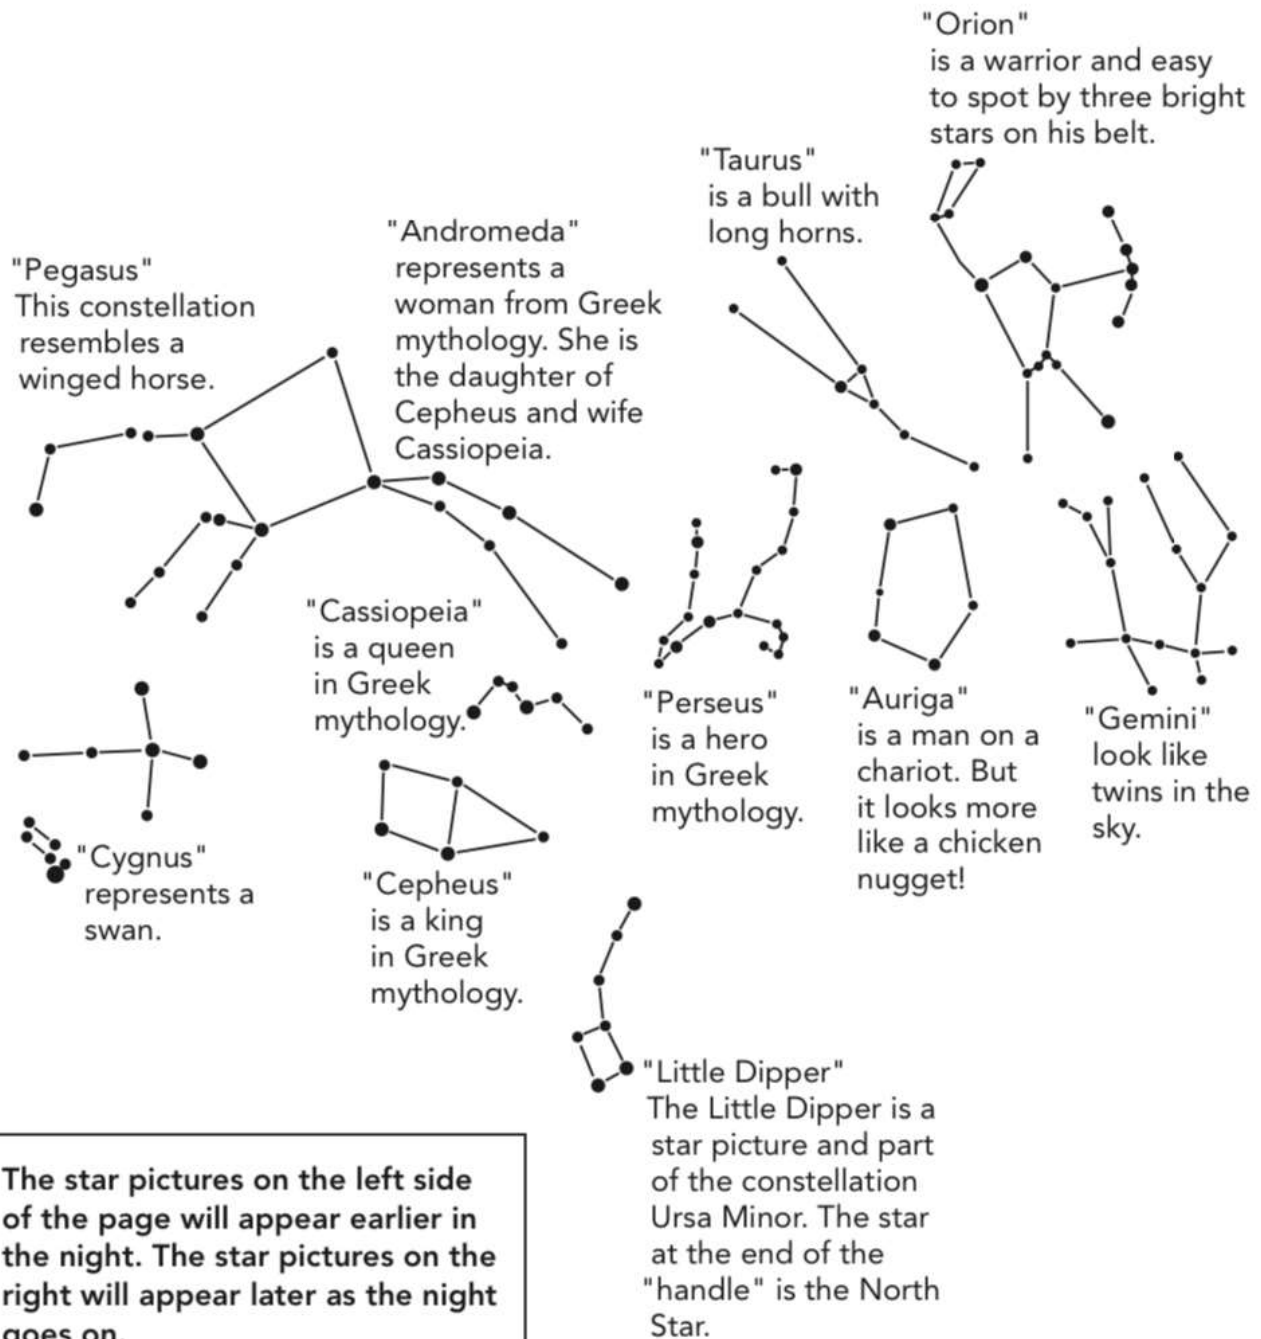 "Orion"
is a warrior and easy
to spot by three bright
stars on his belt.
"Taurus"
is a bull with
long horns.
"Andromeda"
represents a
woman from Greek
mythology. She is
the daughter of
Cepheus and wife
Cassiopeia.
"Pegasus"
This constellation
resembles a
winged horse.
"Cassiopeia"
is a queen
in Greek
mythology.
"Perseus"
is a hero
in Greek
mythology.
"Auriga"
is a man on a
chariot. But
it looks more
like a chicken
nugget!
"Gemini"
look like
twins in the
sky.
"Cygnus"
represents a
swan.
"Cepheus"
is a king
in Greek
mythology.
"Little Dipper"
The Little Dipper is a
star picture and part
of the constellation
Ursa Minor. The star
at the end of the
"handle" is the North
Star.
The star pictures on the left side
of the page will appear earlier in
the night. The star pictures on the
right will appear later as the night
goes on.